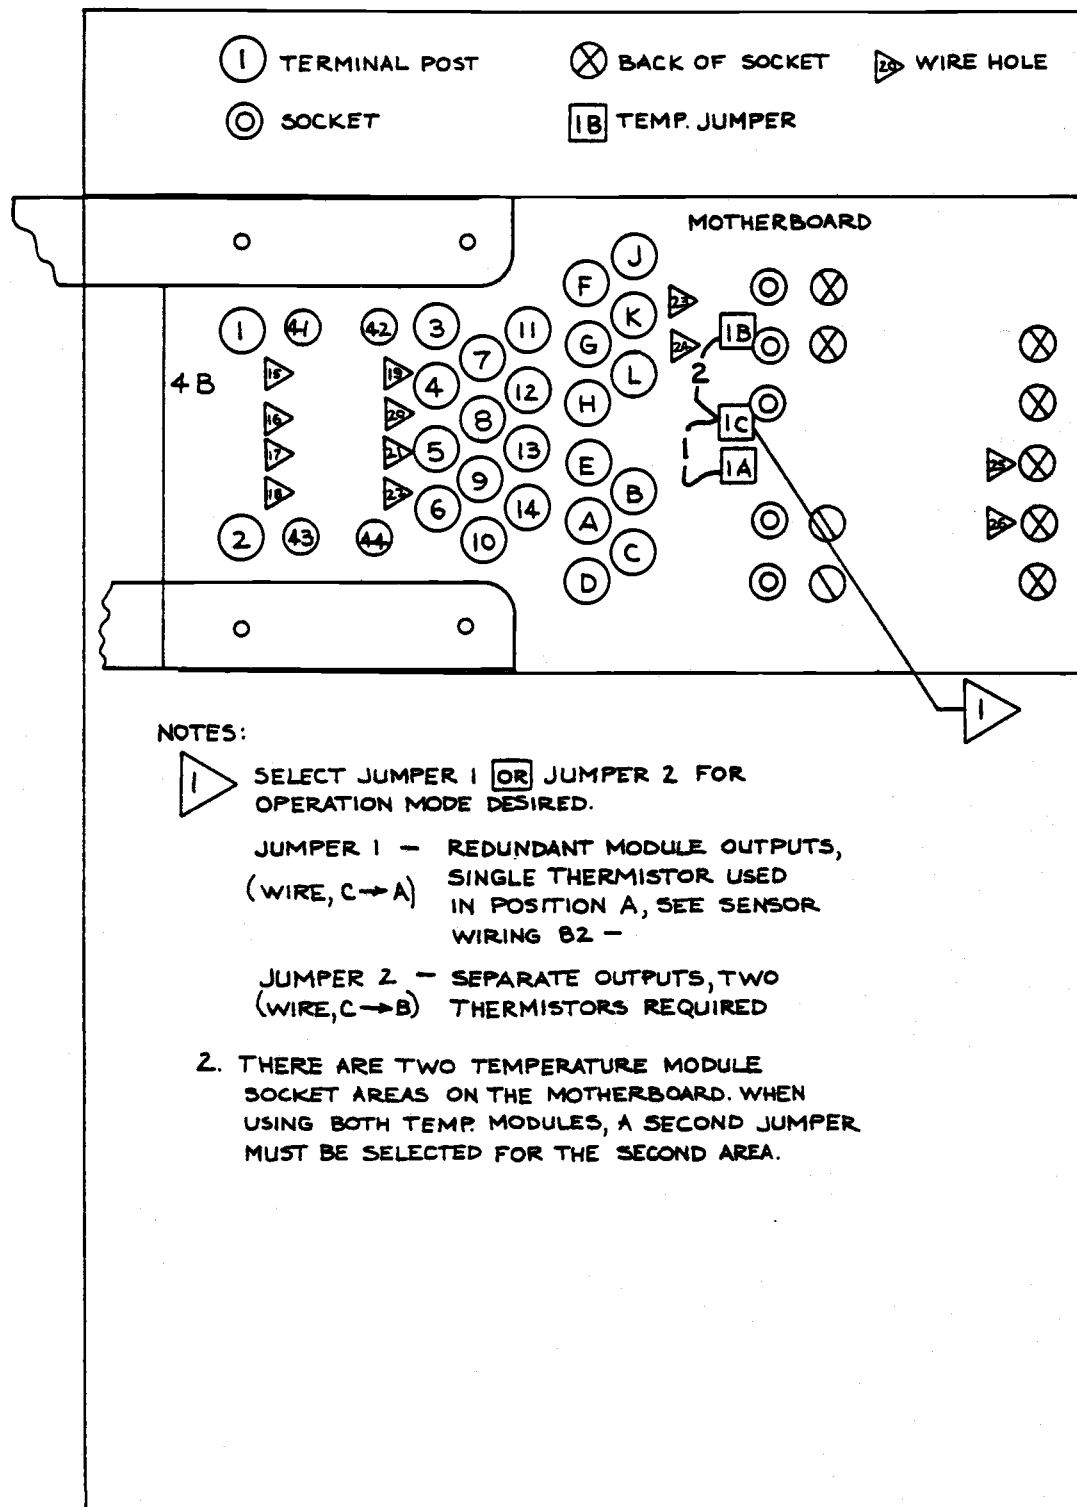 1 TERMINAL POST
BACK OF SOCKET
20 WIRE HOLE
SOCKET
1B TEMP. JUMPER
MOTHERBOARD
J
F
K
G
L
H
E
B
A
C
D
23
24
1B
2
1C
1
1A
1
41
42
3
11
7
4B
15
19
4
12
16
20
8
17
21
5
13
9
18
22
6
14
2
43
44
10
25
26
1
NOTES:
1 SELECT JUMPER 1 OR JUMPER 2 FOR
OPERATION MODE DESIRED.
JUMPER 1 — REDUNDANT MODULE OUTPUTS,
(WIRE, C→A) SINGLE THERMISTOR USED
IN POSITION A, SEE SENSOR
WIRING B2 —
JUMPER 2 — SEPARATE OUTPUTS, TWO
(WIRE, C→B) THERMISTORS REQUIRED
2. THERE ARE TWO TEMPERATURE MODULE
SOCKET AREAS ON THE MOTHERBOARD. WHEN
USING BOTH TEMP. MODULES, A SECOND JUMPER
MUST BE SELECTED FOR THE SECOND AREA.